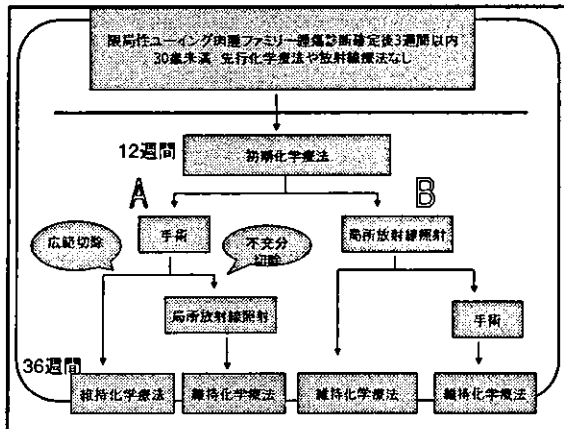 限局性ユーイング肉腫ファミリー腫瘍診断確定後3週間以内
30歳未満 先行化学療法や放射線療法なし
12週間
初期化学療法
A
B
広範切除
手術
不充分
切除
局所放射線照射
局所放射線照射
手術
36週間
維持化学療法
維持化学療法
維持化学療法
維持化学療法